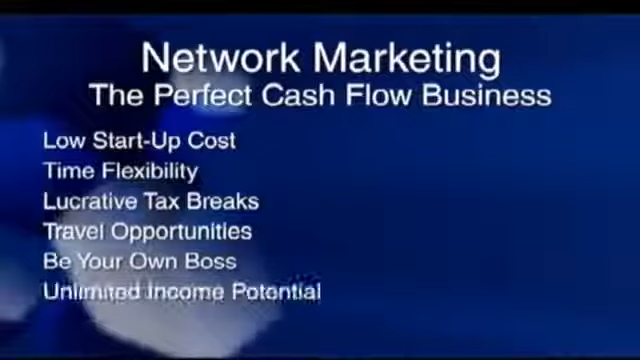 Network Marketing
The Perfect Cash Flow Business
Low Start-Up Cost
Time Flexibility
Lucrative Tax Breaks
Travel Opportunities
Be Your Own Boss
Unlimited Income Potential